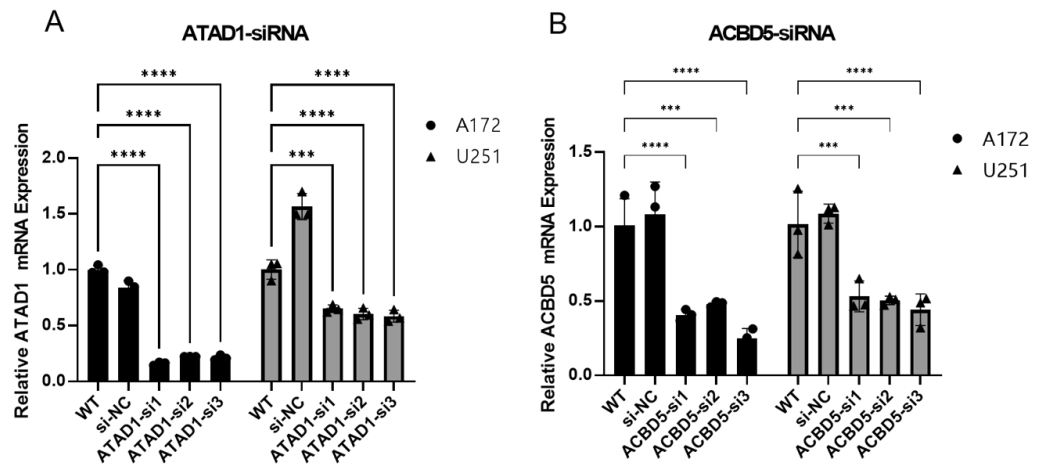 A
ATAD1-siRNA
****
****
****
****
****
***
A172
U251
Relative ATAD1 mRNA Expression
2.0
1.5
1.0
0.5
0.0
WT
si-NC
ATAD1-si1
ATAD1-si2
ATAD1-si3
WT
si-NC
ATAD1-si1
ATAD1-si2
ATAD1-si3
B
ACBD5-siRNA
****
****
***
***
****
***
A172
U251
Relative ACBD5 mRNA Expression
1.5
1.0
0.5
0.0
WT
si-NC
ACBD5-si1
ACBD5-si2
ACBD5-si3
WT
si-NC
ACBD5-si1
ACBD5-si2
ACBD5-si3